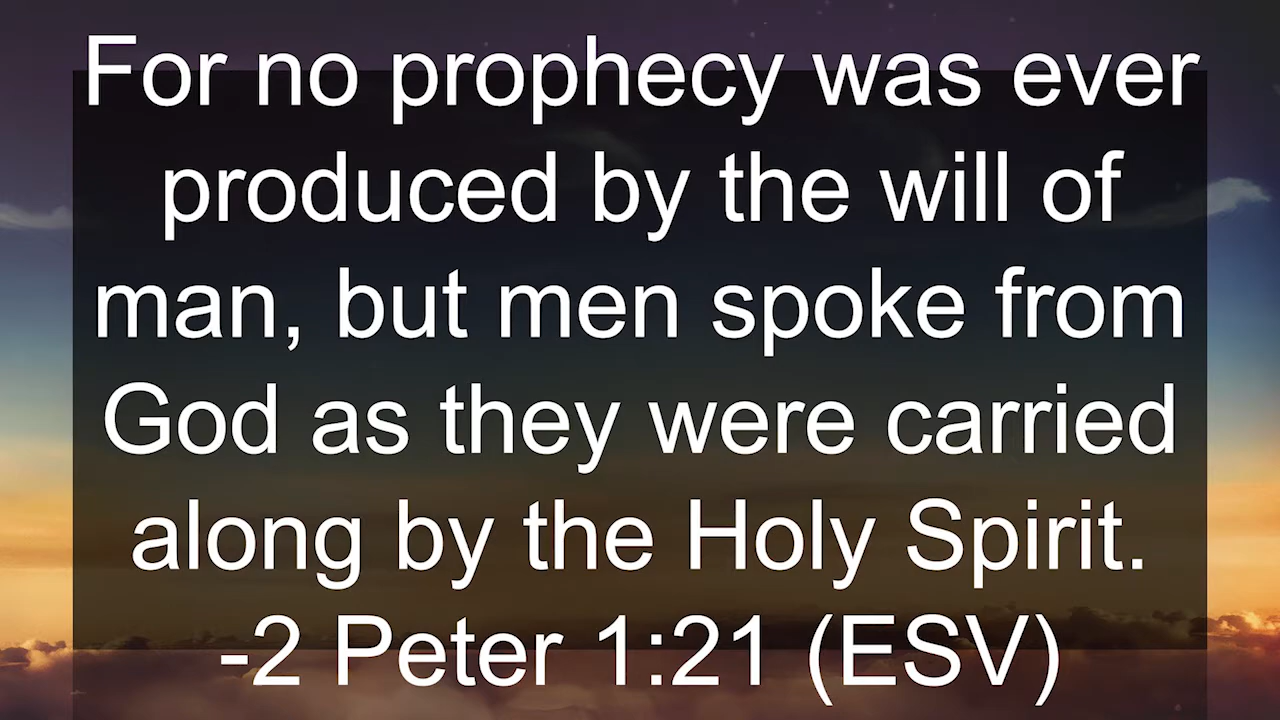 For no prophecy was ever
produced by the will of
man, but men spoke from
God as they were carried
along by the Holy Spirit.
-2 Peter 1:21 (ESV)